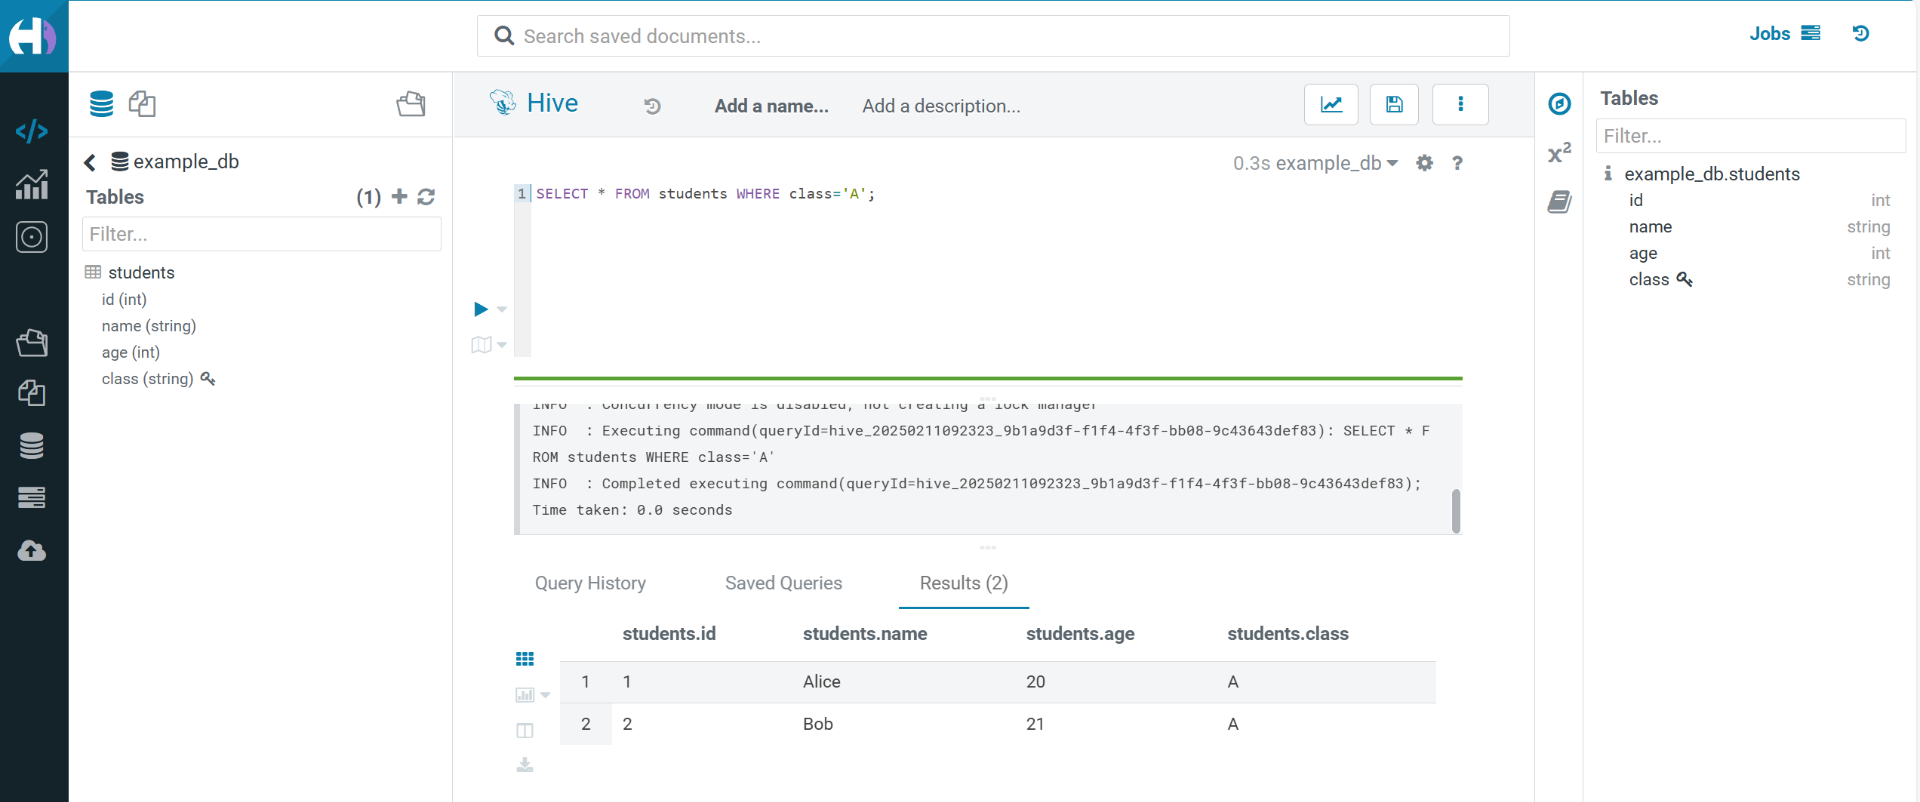 Search saved documents...
Jobs
example_db
Tables
(1)
Filter...
students
id (int)
name (string)
age (int)
class (string)
Hive
Add a name...
Add a description...
0.3s example_db
?
1 SELECT * FROM students WHERE class='A';
INFO  : Concurrency mode is disabled, not creating a lock manager
INFO  : Executing command(queryId=hive_20250211092323_9b1a9d3f-f1f4-4f3f-bb08-9c43643def83): SELECT * F
ROM students WHERE class='A'
INFO  : Completed executing command(queryId=hive_20250211092323_9b1a9d3f-f1f4-4f3f-bb08-9c43643def83);
Time taken: 0.0 seconds
Query History
Saved Queries
Results (2)
students.id students.name students.age students.class
1 1 Alice 20 A
2 2 Bob 21 A
x²
Tables
Filter...
example_db.students
id int
name string
age int
class string